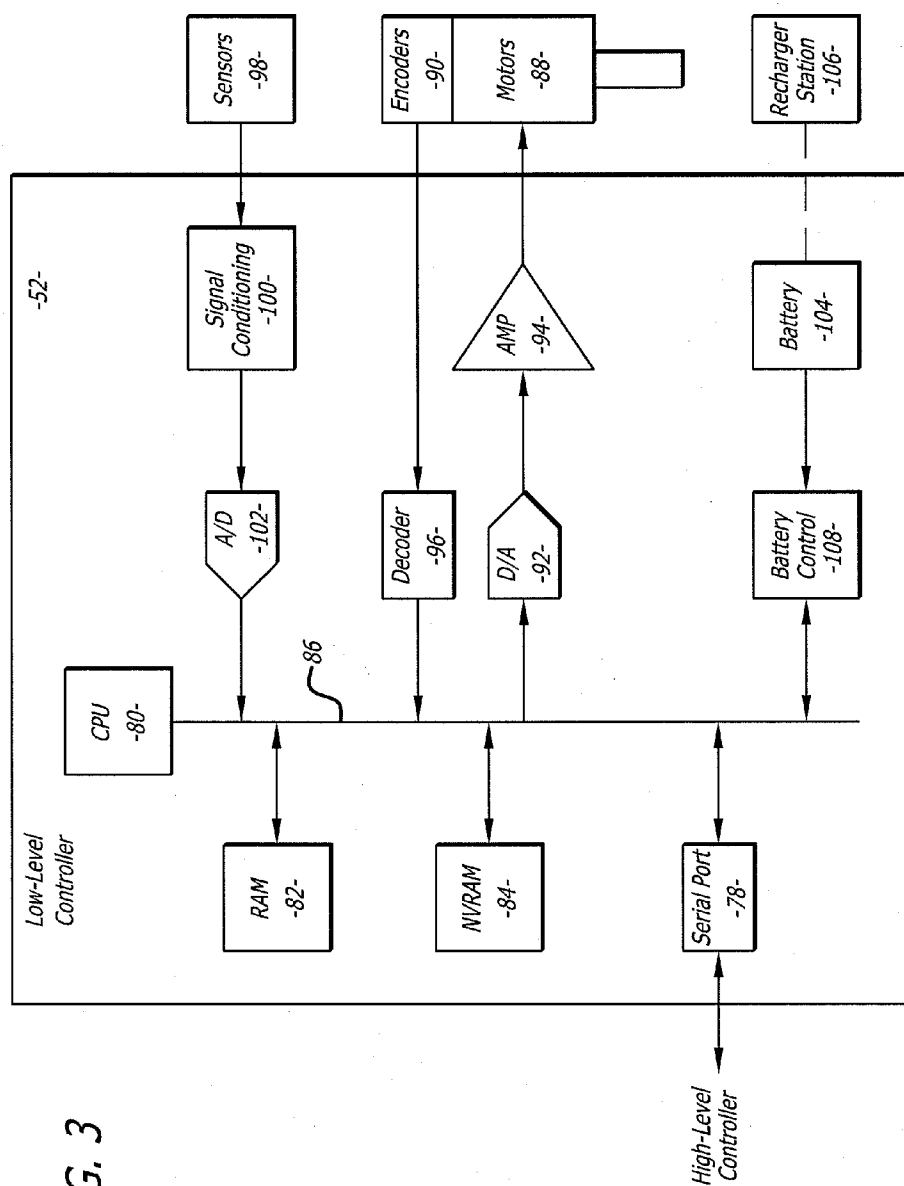 G. 3
Low-Level
Controller
-52-
CPU
-80-
RAM
-82-
A/D
-102-
Signal
Conditioning
-100-
Sensors
-98-
86
Decoder
-96-
Encoders
-90-
NVRAM
-84-
D/A
-92-
AMP
-94-
Motors
-88-
High-Level
Controller
Serial Port
-78-
Battery
Control
-108-
Battery
-104-
Recharger
Station
-106-